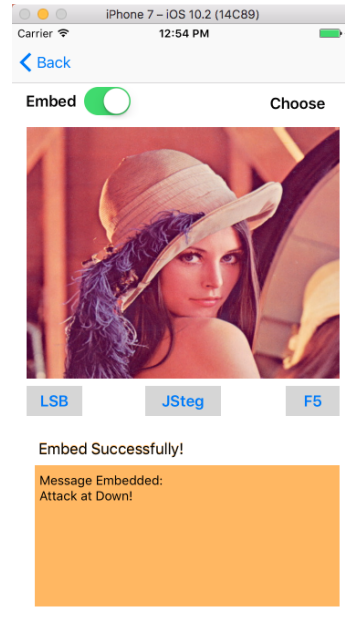 iPhone 7 – iOS 10.2 (14C89)
Carrier 12:54 PM
Back
Embed Choose
LSB JSteg F5
Embed Successfully!
Message Embedded:
Attack at Down!